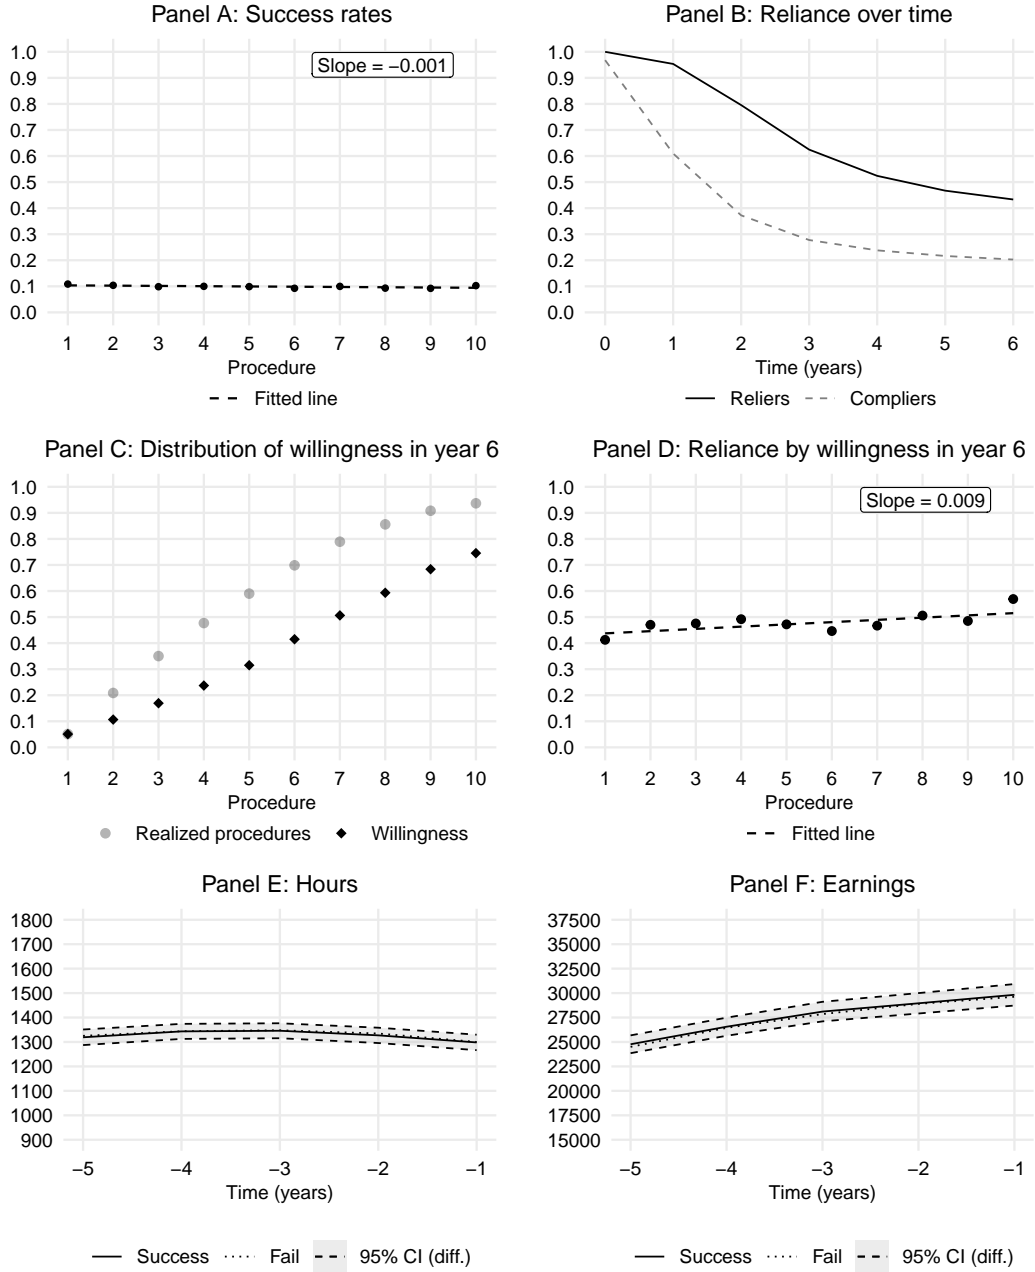 Panel A: Success rates
1.0
0.9
0.8
0.7
0.6
0.5
0.4
0.3
0.2
0.1
0.0
Slope = −0.001
1 2 3 4 5 6 7 8 9 10
Procedure
Fitted line
Panel B: Reliance over time
1.0
0.9
0.8
0.7
0.6
0.5
0.4
0.3
0.2
0.1
0.0
0 1 2 3 4 5 6
Time (years)
Reliers Compliers
Panel C: Distribution of willingness in year 6
1.0
0.9
0.8
0.7
0.6
0.5
0.4
0.3
0.2
0.1
0.0
1 2 3 4 5 6 7 8 9 10
Procedure
Realized procedures Willingness
Panel D: Reliance by willingness in year 6
1.0
0.9
0.8
0.7
0.6
0.5
0.4
0.3
0.2
0.1
0.0
Slope = 0.009
1 2 3 4 5 6 7 8 9 10
Procedure
Fitted line
Panel E: Hours
1800
1700
1600
1500
1400
1300
1200
1100
1000
900
−5 −4 −3 −2 −1
Time (years)
Success Fail 95% CI (diff.)
Panel F: Earnings
37500
35000
32500
30000
27500
25000
22500
20000
17500
15000
−5 −4 −3 −2 −1
Time (years)
Success Fail 95% CI (diff.)